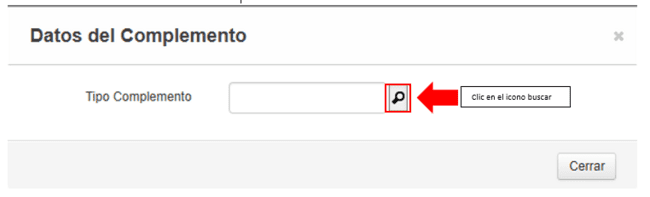 Datos del Complemento
Tipo Complemento
Clic en el icono buscar
Cerrar